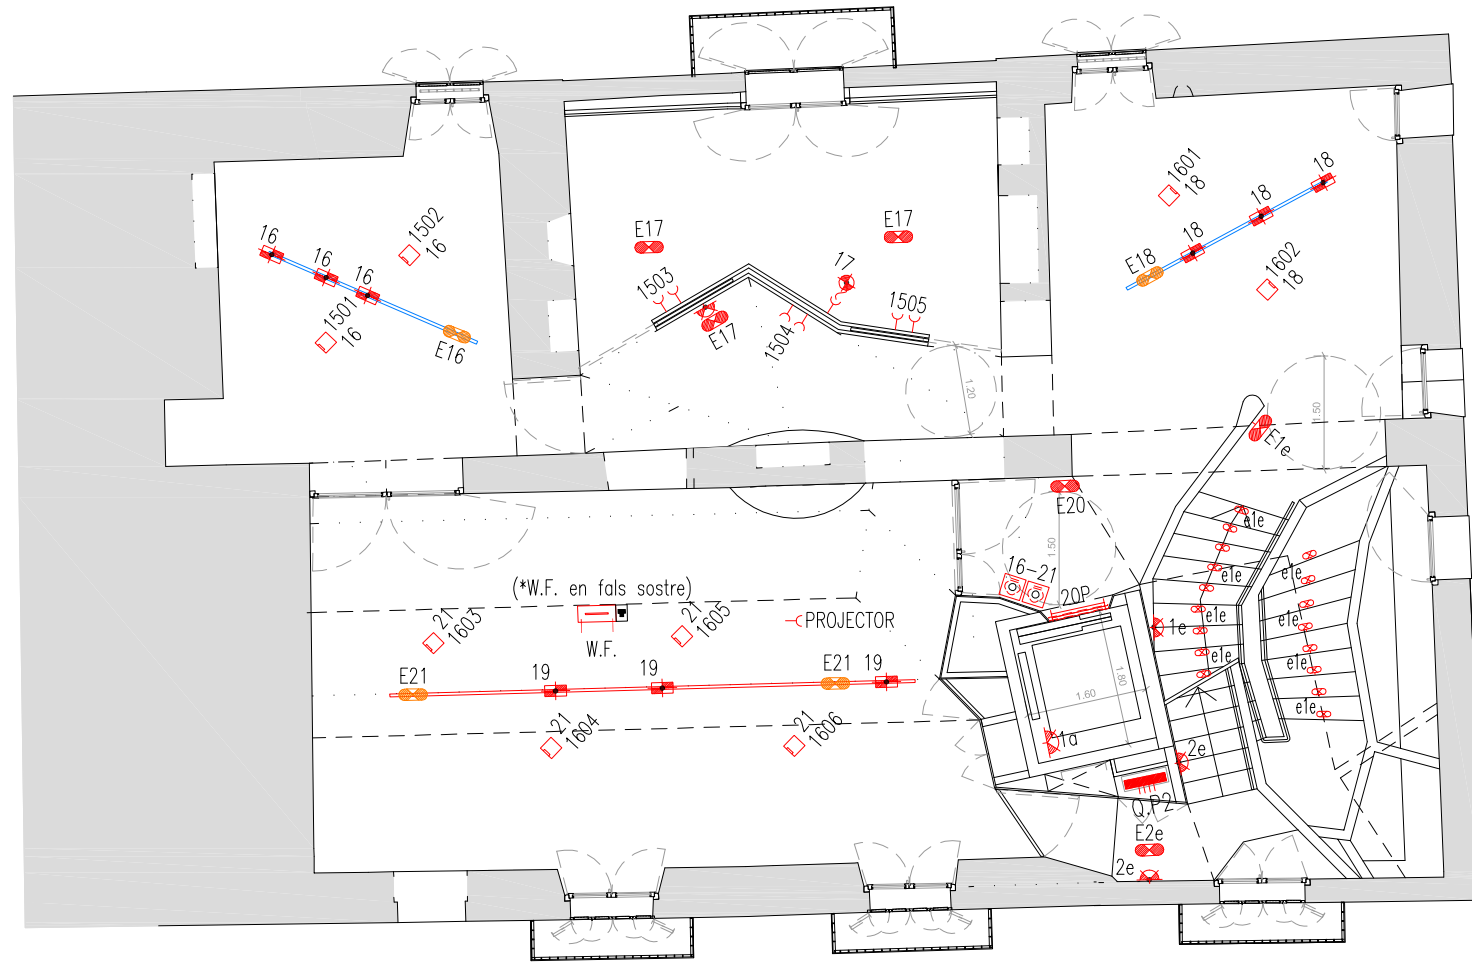 16
16
16
1502
16
1501
16
E16
E17
E17
17
1503
E17
1504
1505
1.20
1601
18
18
18
18
E18
1602
18
1.50
E1e
E20
1.50
16-21
20P
e1e
e1e
e1e
e1e
e1e
e1e
e1e
e1e
1e
(*W.F. en fals sostre)
W.F.
21
1603
21
1605
PROJECTOR
E21
19
19
E21
19
21
1604
21
1606
1.60
1.80
1a
2e
Q.P2
E2e
2e